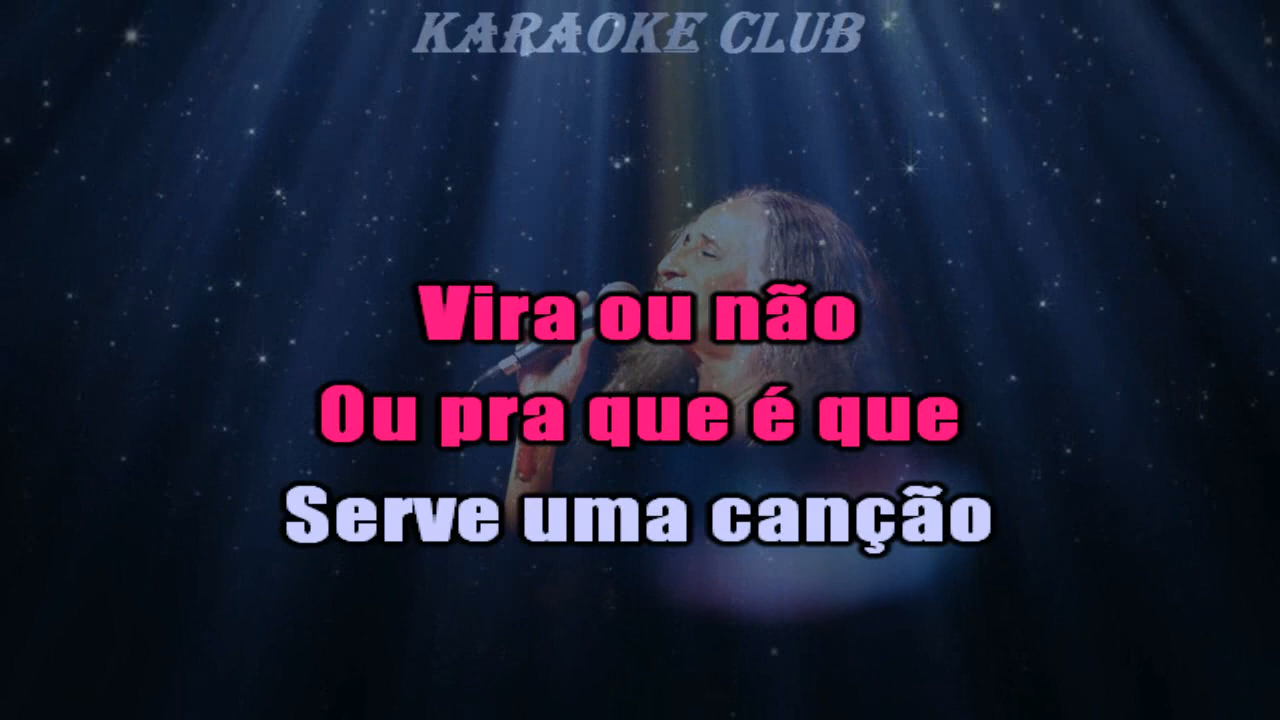 KARAOKE CLUB
Vira ou não
Ou pra que é que
Serve uma canção